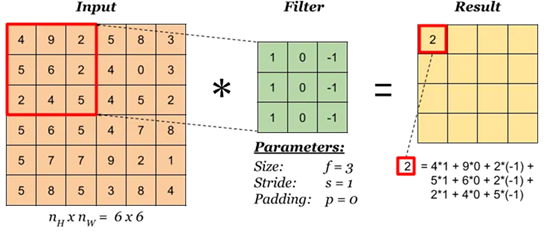 Input Filter Result
4 9 2 5 8 3
5 6 2 4 0 3
2 4 5 4 5 2
5 6 5 4 7 8
5 7 7 9 2 1
5 8 5 3 8 4
n_H x n_W = 6 x 6
*
1 0 -1
1 0 -1
1 0 -1
Parameters:
Size: f = 3
Stride: s = 1
Padding: p = 0
=
2
2 = 4*1 + 9*0 + 2*(-1) +
5*1 + 6*0 + 2*(-1) +
2*1 + 4*0 + 5*(-1)